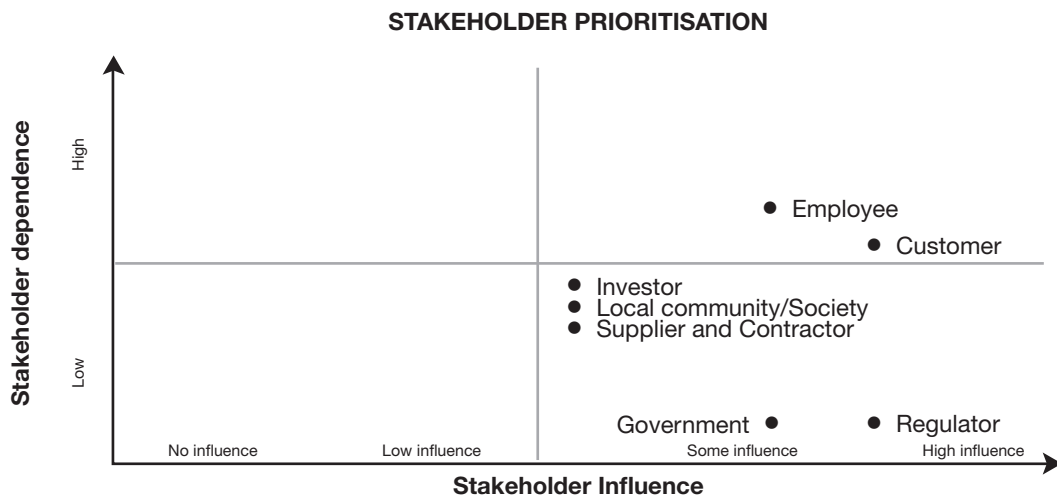 STAKEHOLDER PRIORITISATION
Stakeholder dependence
High
Low
Employee
Customer
Investor
Local community/Society
Supplier and Contractor
Government
Regulator
No influence
Low influence
Some influence
High influence
Stakeholder Influence